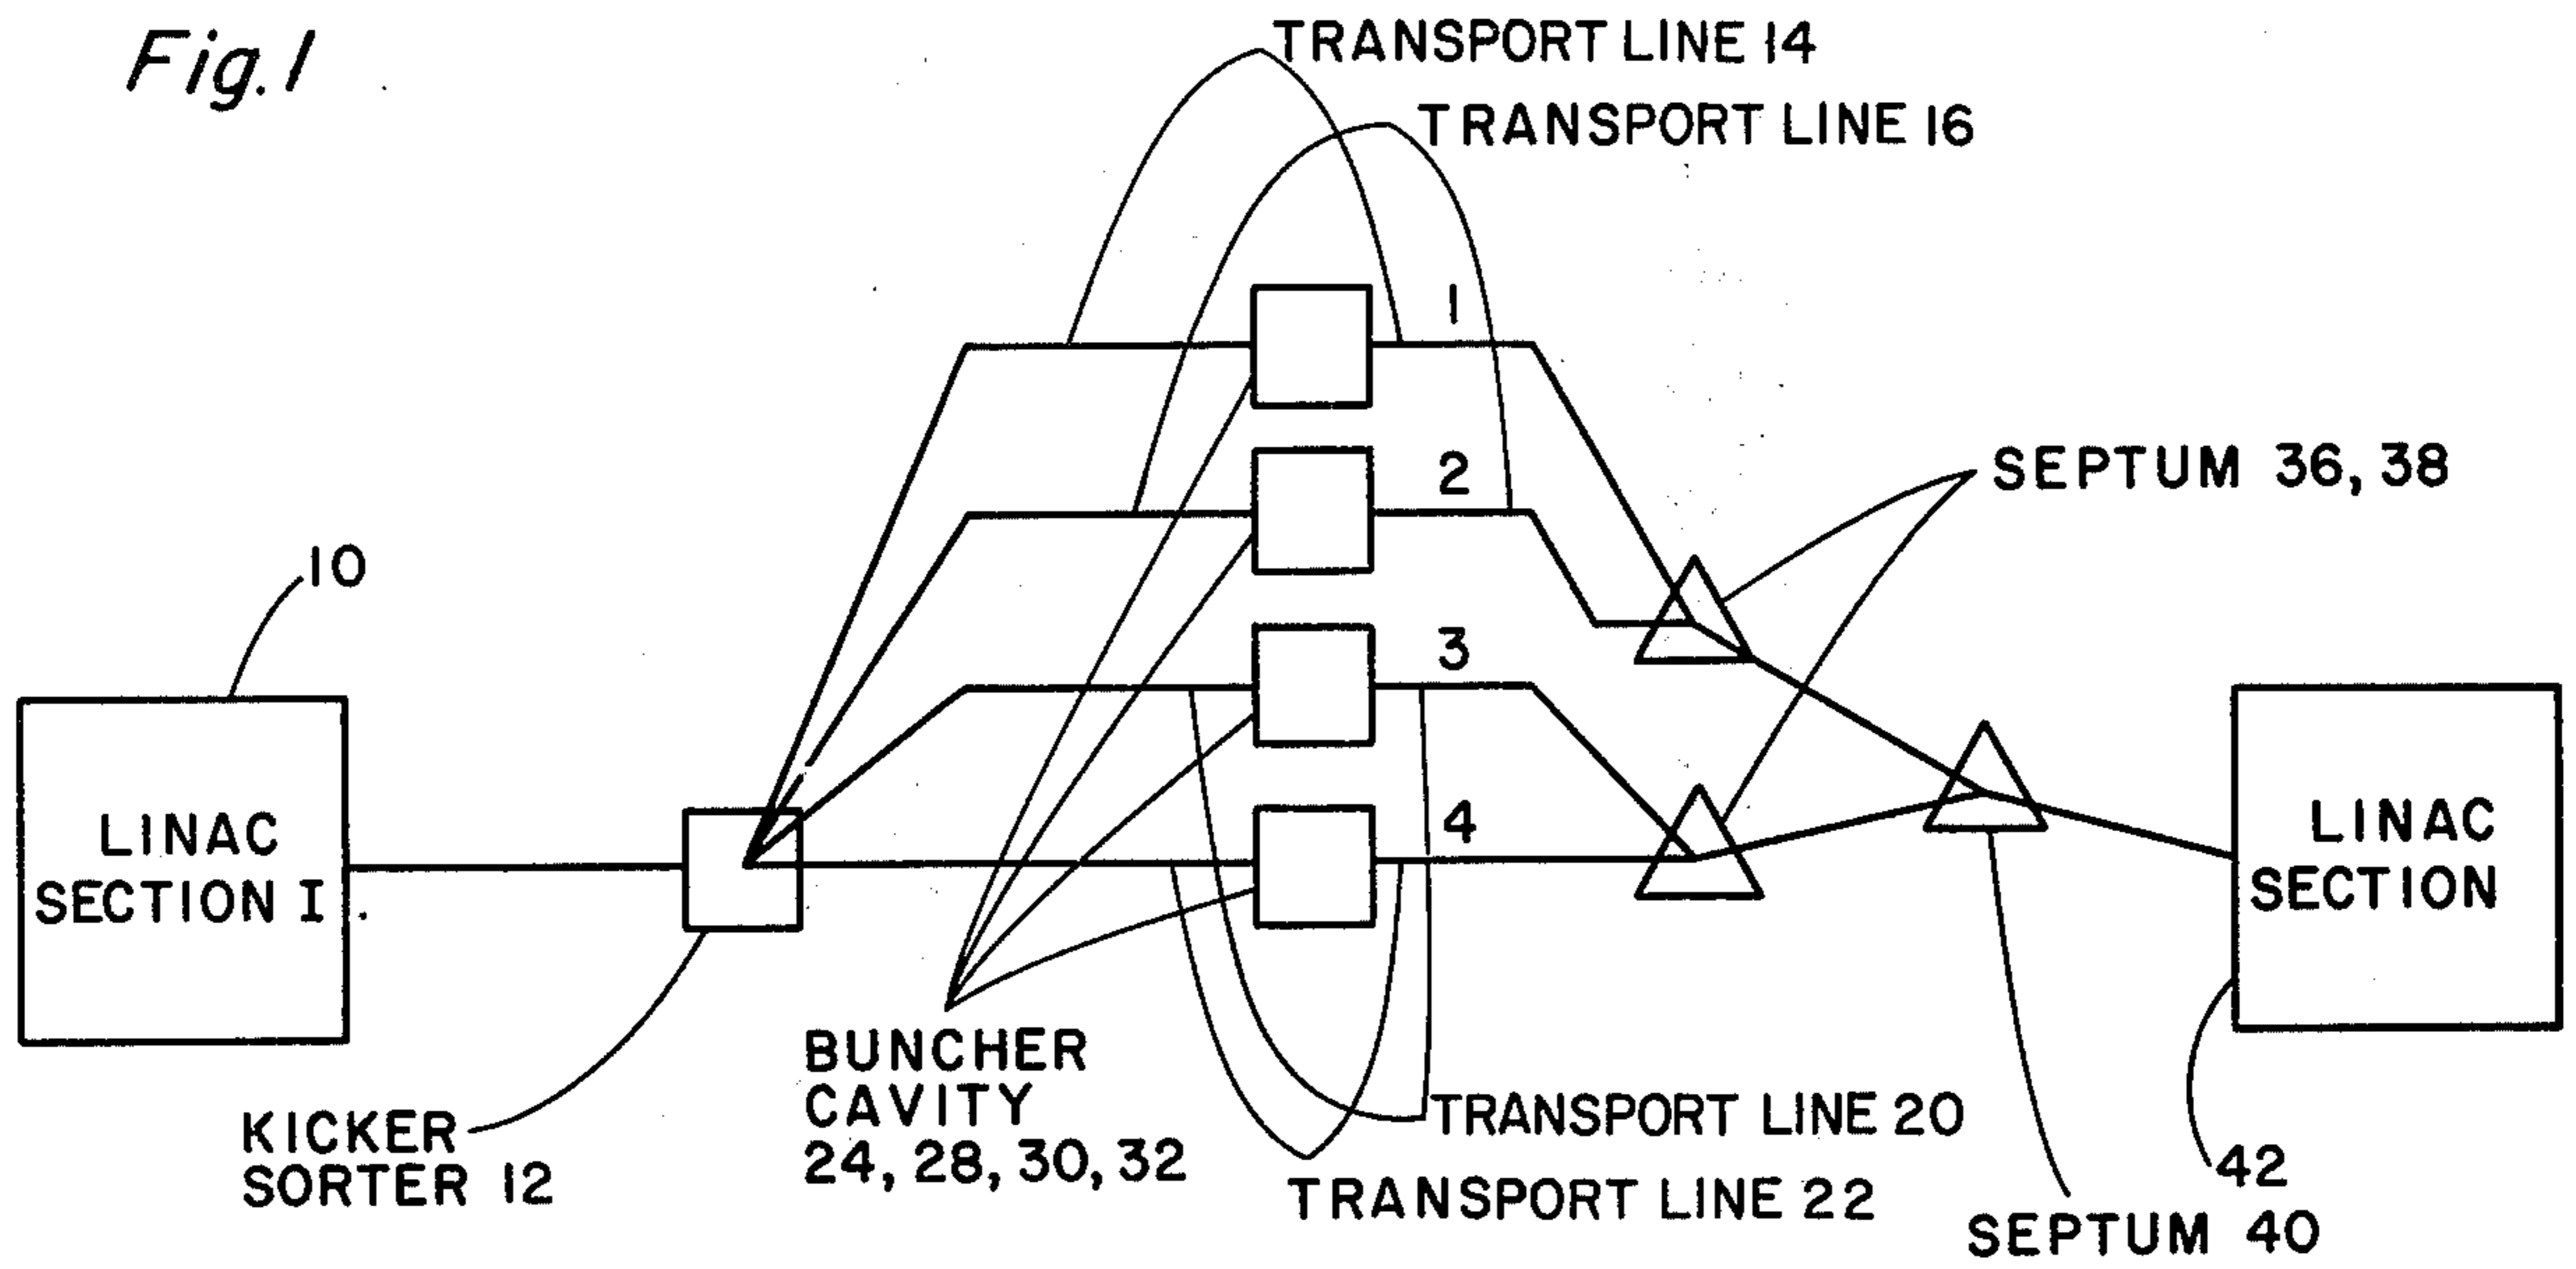 Fig. 1
TRANSPORT LINE 14
TRANSPORT LINE 16
1
2
SEPTUM 36, 38
10
3
4
LINAC
SECTION I
LINAC
SECTION
BUNCHER
CAVITY
24, 28, 30, 32
KICKER
SORTER 12
TRANSPORT LINE 20
TRANSPORT LINE 22
42
SEPTUM 40